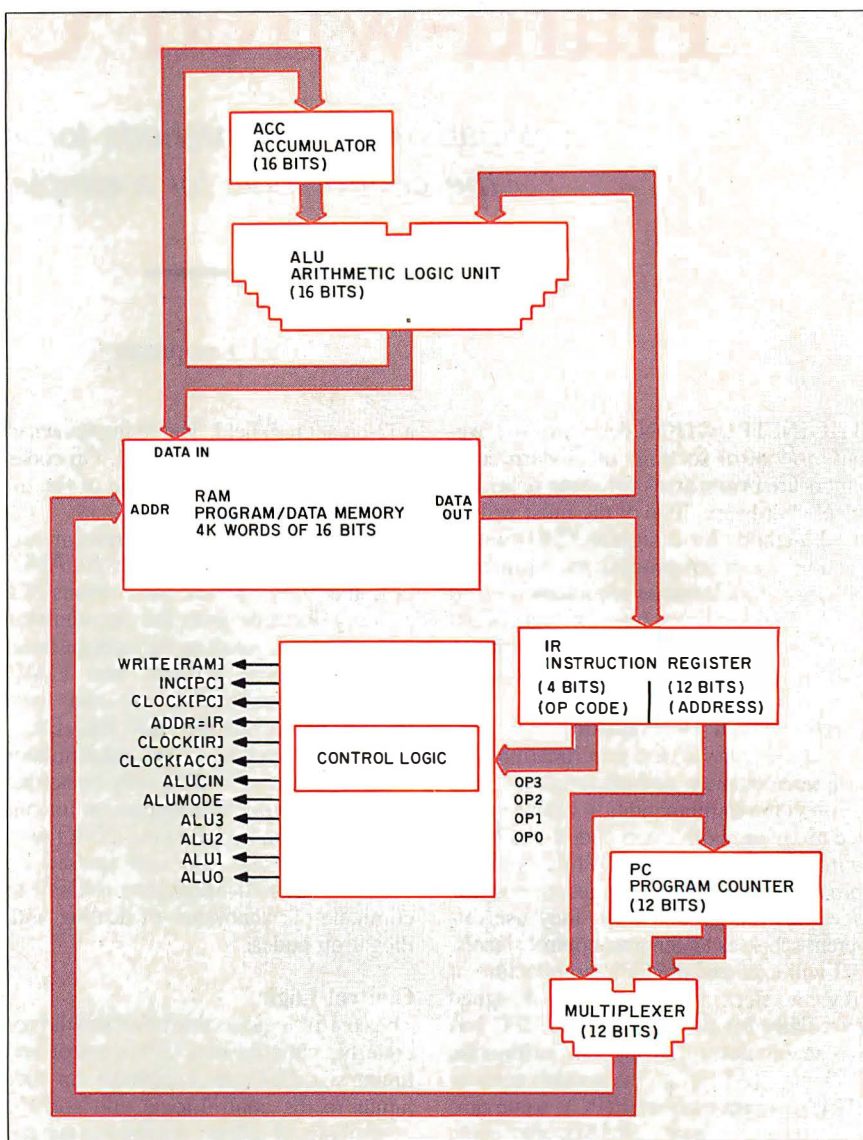 ACC
ACCUMULATOR
(16 BITS)
ALU
ARITHMETIC LOGIC UNIT
(16 BITS)
DATA IN
ADDR
RAM
PROGRAM/DATA MEMORY
4K WORDS OF 16 BITS
DATA
OUT
IR
INSTRUCTION REGISTER
(4 BITS) (12 BITS)
(OP CODE) (ADDRESS)
WRITE[RAM]
INC[PC]
CLOCK[PC]
ADDR=IR
CLOCK[IR]
CLOCK[ACC]
ALUCIN
ALUMODE
ALU3
ALU2
ALU1
ALU0
CONTROL LOGIC
OP3
OP2
OP1
OP0
PC
PROGRAM COUNTER
(12 BITS)
MULTIPLEXER
(12 BITS)